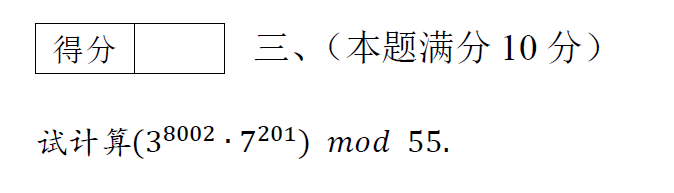 得分 三、（本题满分 10 分）
试计算(3^8002 · 7^201) mod 55.